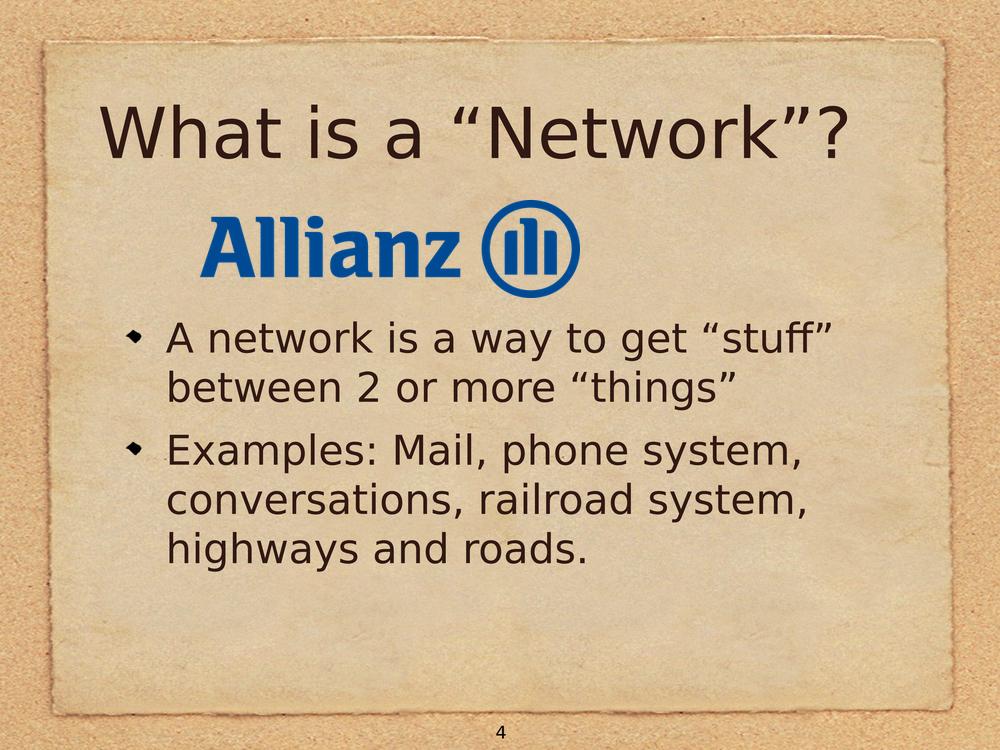 What is a “Network”?
Allianz
A network is a way to get “stuff”
between 2 or more “things”
Examples: Mail, phone system,
conversations, railroad system,
highways and roads.
4